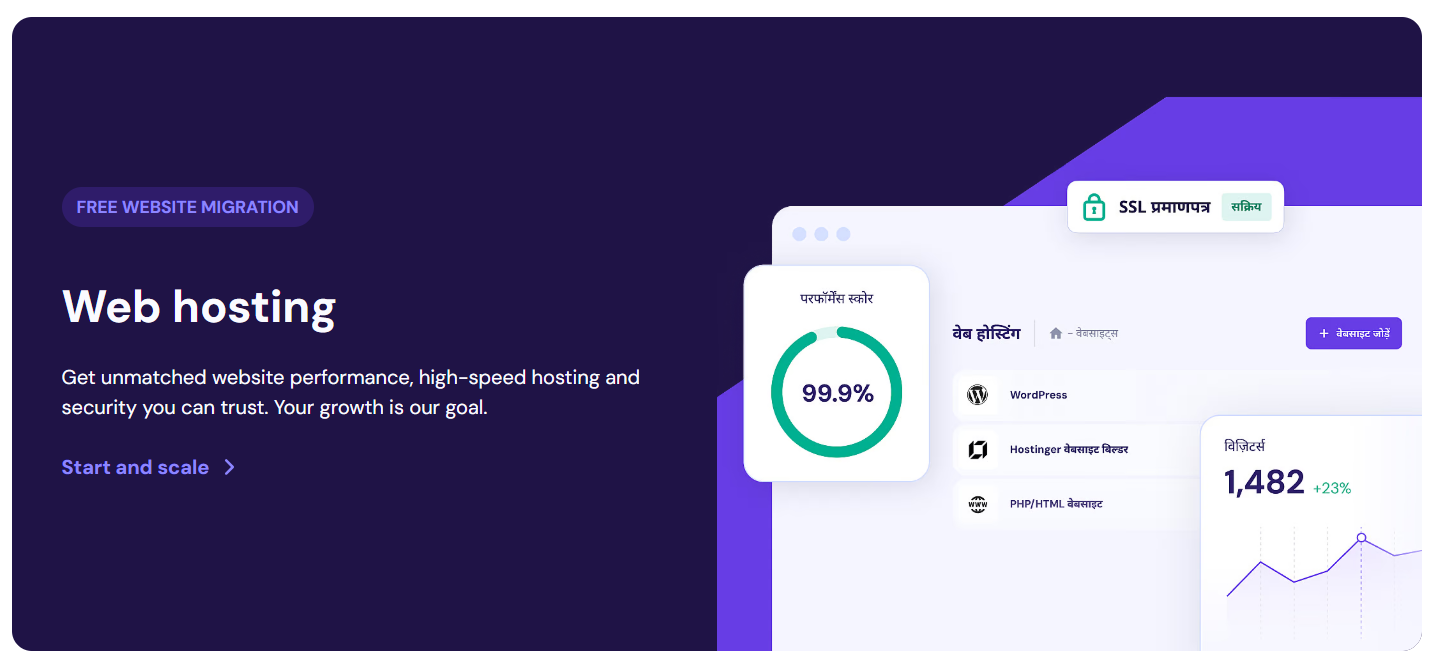 FREE WEBSITE MIGRATION
Web hosting
Get unmatched website performance, high-speed hosting and
security you can trust. Your growth is our goal.
Start and scale
SSL प्रमाणपत्र सक्रिय
परफॉर्मेंस स्कोर
99.9%
वेब होस्टिंग - वेबसाइट्स
+ वेबसाइट जोड़ें
WordPress
Hostinger वेबसाइट बिल्डर
www PHP/HTML वेबसाइट
विज़िटर्स
1,482 +23%